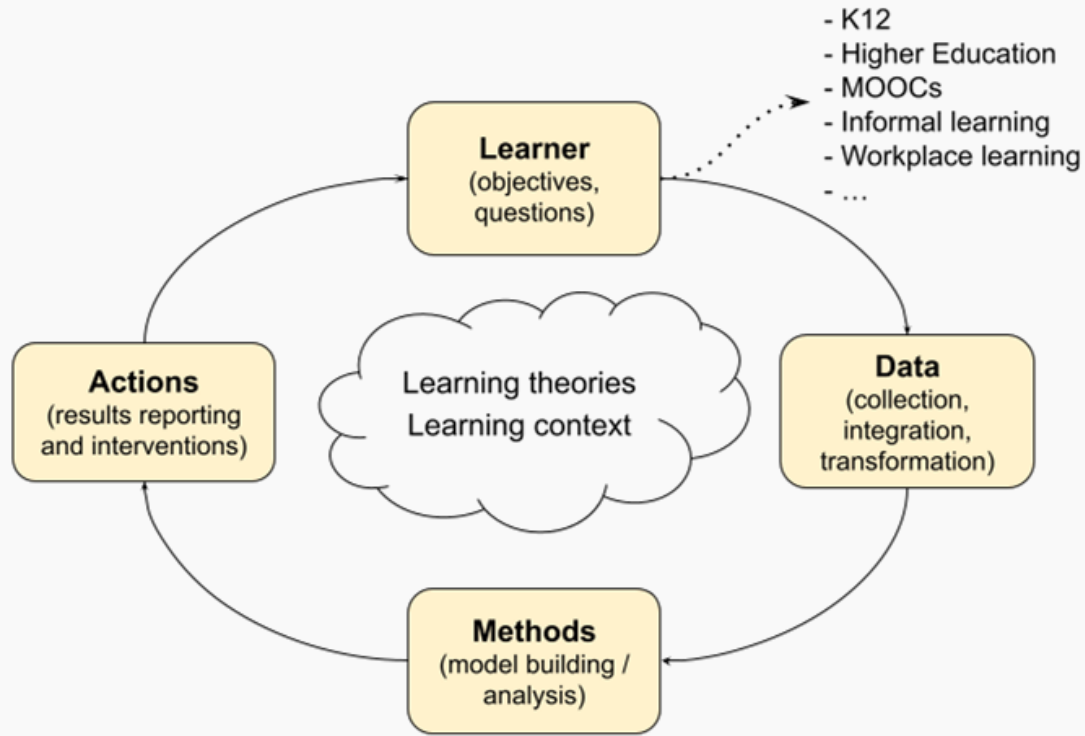 - K12
- Higher Education
- MOOCs
- Informal learning
- Workplace learning
- ...
Learner
(objectives,
questions)
Actions
(results reporting
and interventions)
Learning theories
Learning context
Data
(collection,
integration,
transformation)
Methods
(model building /
analysis)